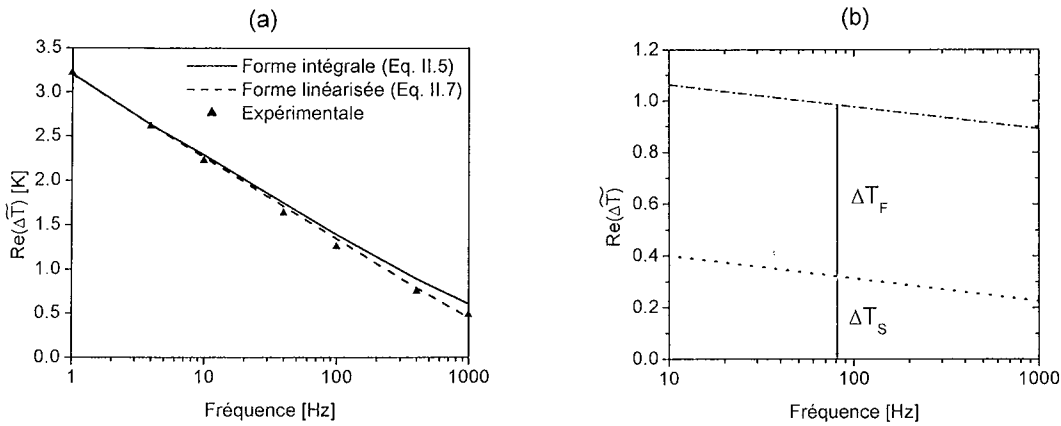 (a)
3.5
3.0
2.5
2.0
1.5
1.0
0.5
0.0
Re(ΔT̃) [K]
Forme intégrale (Eq. II.5)
Forme linéarisée (Eq. II.7)
Expérimentale
1
10
100
1000
Fréquence [Hz]
(b)
1.2
1.0
0.8
0.6
0.4
0.2
0.0
Re(ΔT̃)
ΔT_F
ΔT_S
10
100
1000
Fréquence [Hz]